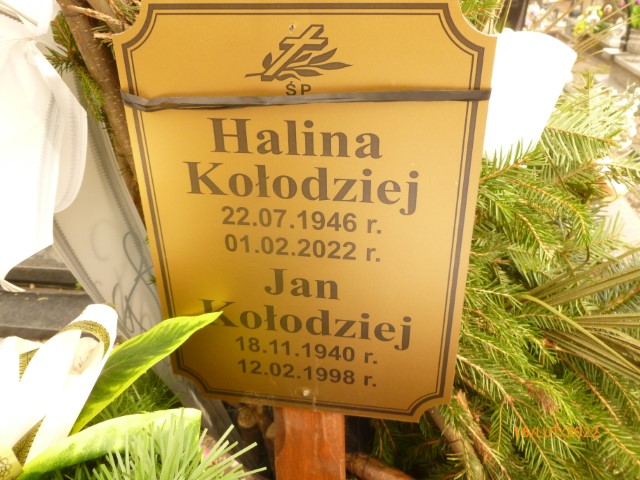 ŚP
Halina
Kołodziej
22.07.1946 r.
01.02.2022 r.
Jan
Kołodziej
18.11.1940 r.
12.02.1998 r.